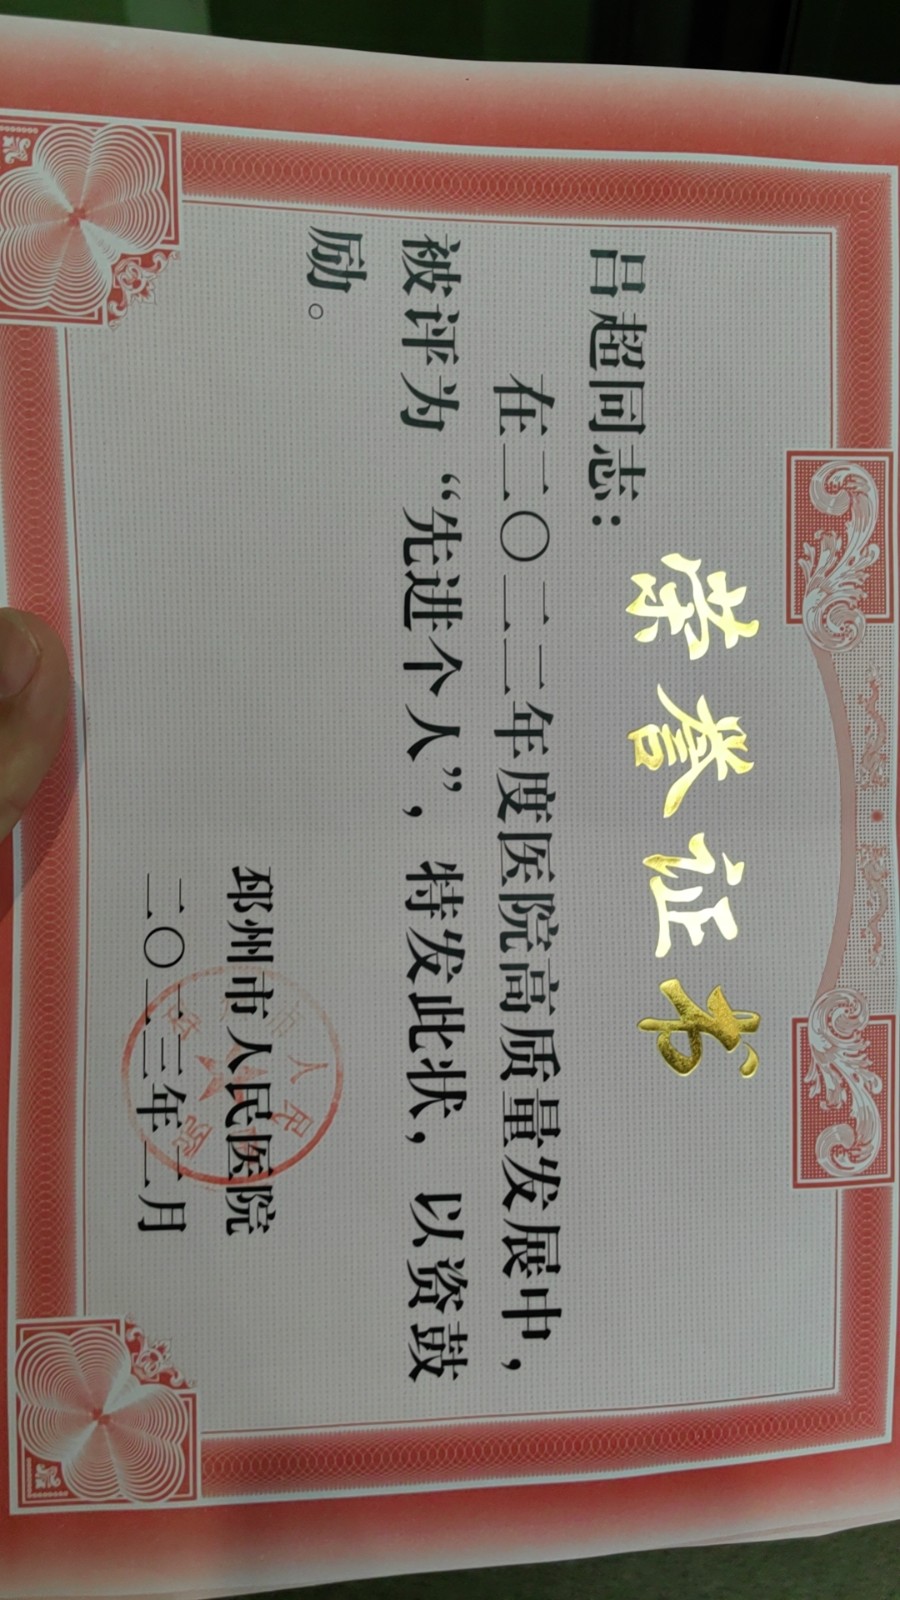 荣誉证书
吕超同志：
在二〇二二年度医院高质量发展中，
被评为“先进个人”，特发此状，以资鼓
励。
邳州市人民医院
二〇二三年二月